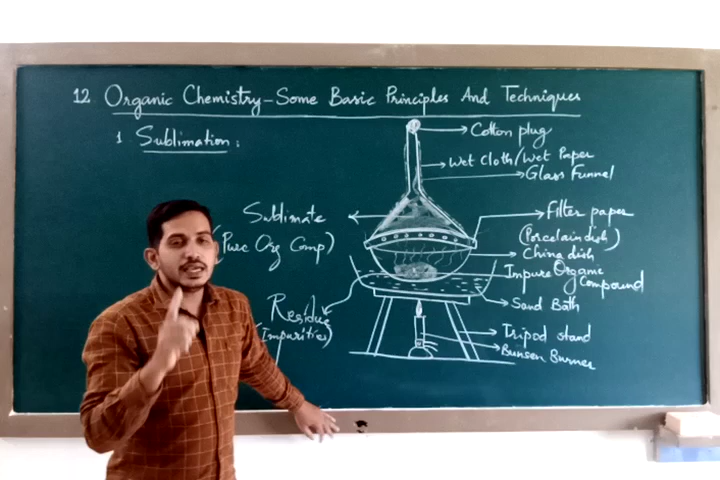 12 Organic Chemistry-Some Basic Principles And Techniques
1 Sublimation:
Cotton plug
Wet Cloth/Wet Paper
Glass Funnel
Sublimate
(Pure Org Comp)
Filter paper
(Porcelain dish)
China dish
Impure Organic
Compound
Sand Bath
Residue
(Impurities)
Tripod stand
Bunsen Burner